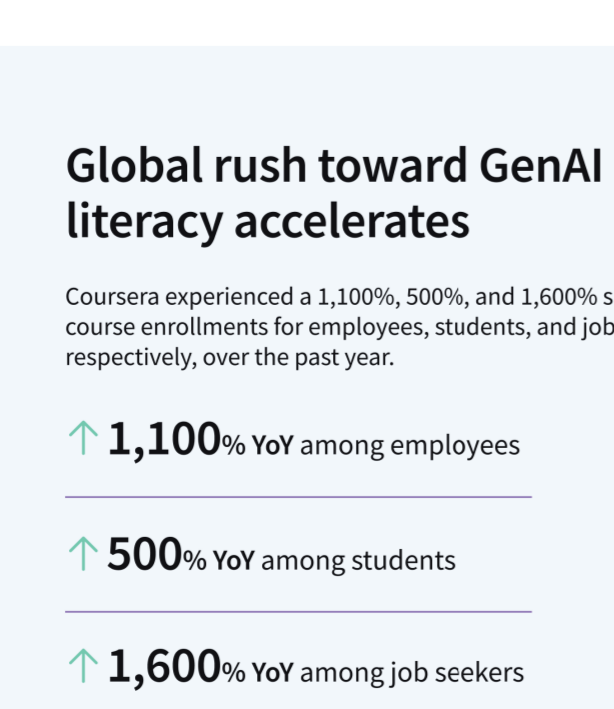 Global rush toward GenAI
literacy accelerates
Coursera experienced a 1,100%, 500%, and 1,600%
course enrollments for employees, students, and job
respectively, over the past year.
↑ 1,100% YoY among employees
↑ 500% YoY among students
↑ 1,600% YoY among job seekers